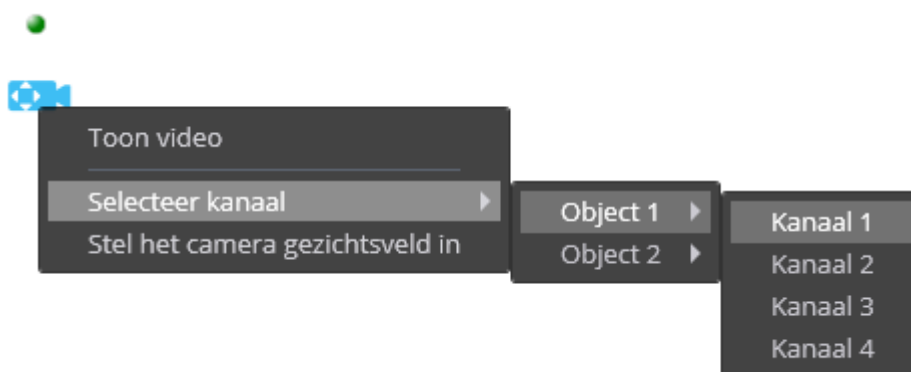 Toon video
Selecteer kanaal
Stel het camera gezichtsveld in
Object 1
Object 2
Kanaal 1
Kanaal 2
Kanaal 3
Kanaal 4